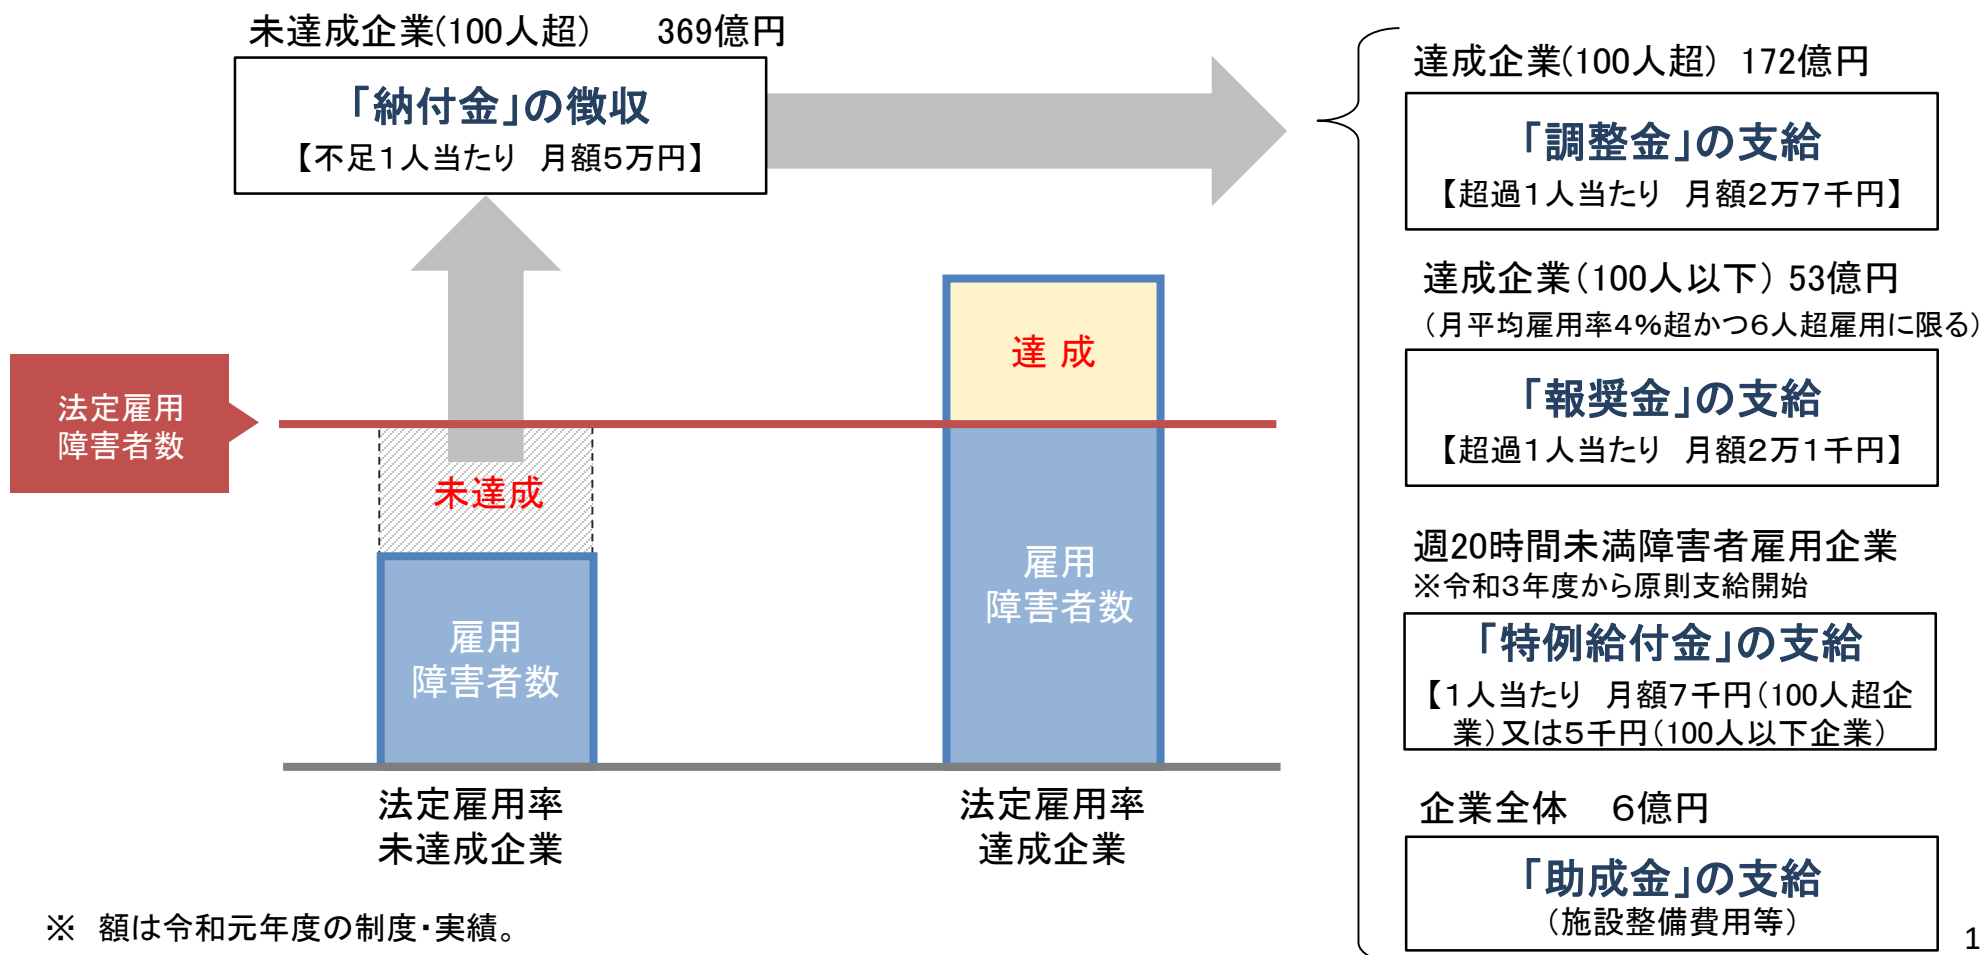 未達成企業(100人超)　369億円
「納付金」の徴収
【不足１人当たり　月額５万円】
達成企業(100人超) 172億円
「調整金」の支給
【超過１人当たり　月額２万７千円】
達成企業(100人以下) 53億円
(月平均雇用率４%超かつ６人超雇用に限る)
「報奨金」の支給
【超過１人当たり　月額２万１千円】
週20時間未満障害者雇用企業
※令和３年度から原則支給開始
「特例給付金」の支給
【１人当たり　月額７千円(100人超企
業)又は５千円(100人以下企業)
企業全体　６億円
「助成金」の支給
(施設整備費用等)
法定雇用
障害者数
未達成
雇用
障害者数
達 成
雇用
障害者数
法定雇用率
未達成企業
法定雇用率
達成企業
※　額は令和元年度の制度・実績。
1